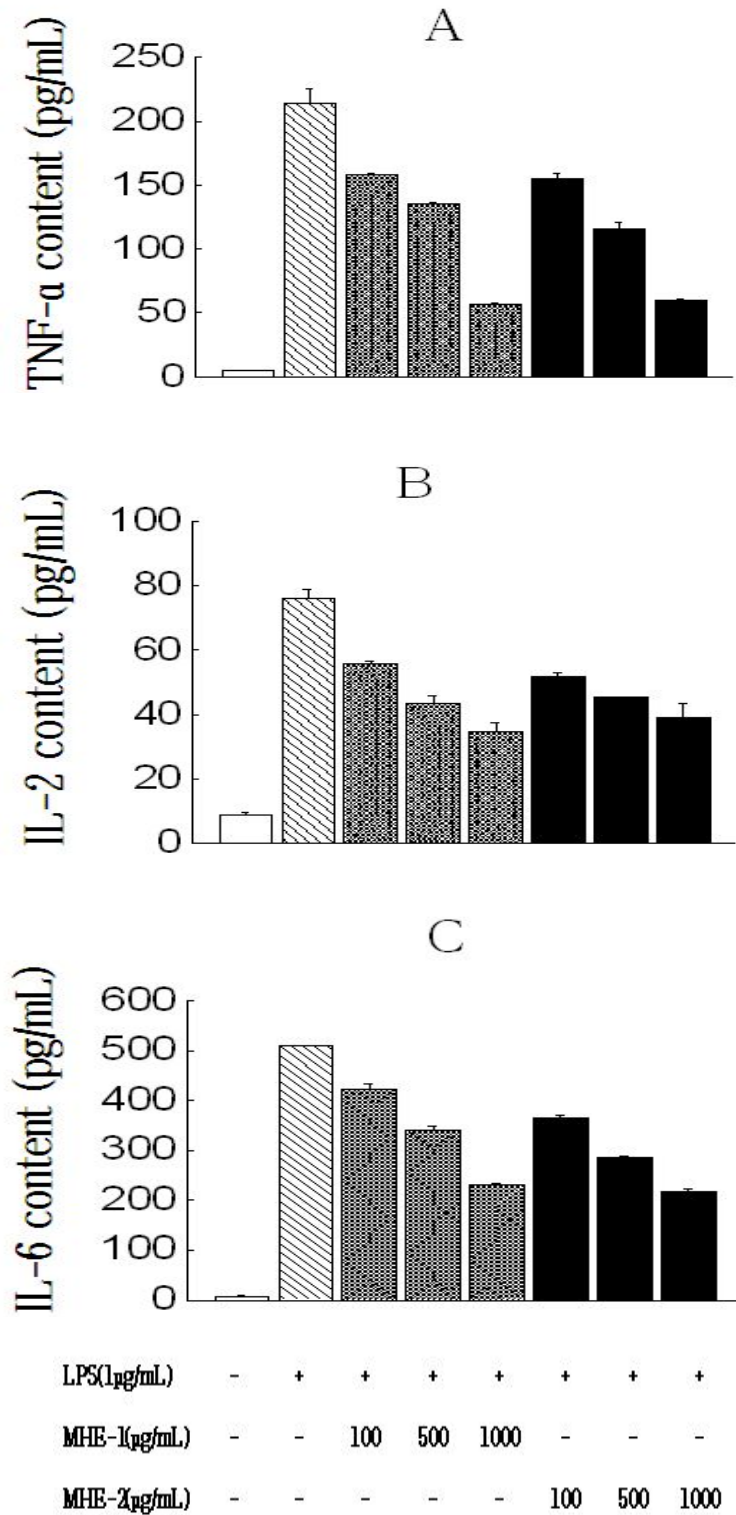 A
TNF-α content (pg/mL)
250
200
150
100
50
0
B
IL-2 content (pg/mL)
100
80
60
40
20
0
C
IL-6 content (pg/mL)
600
500
400
300
200
100
0
LPS(1μg/mL) - + + + + + + +
MHE-1(μg/mL) - - 100 500 1000 - - -
MHE-2(μg/mL) - - - - - 100 500 1000